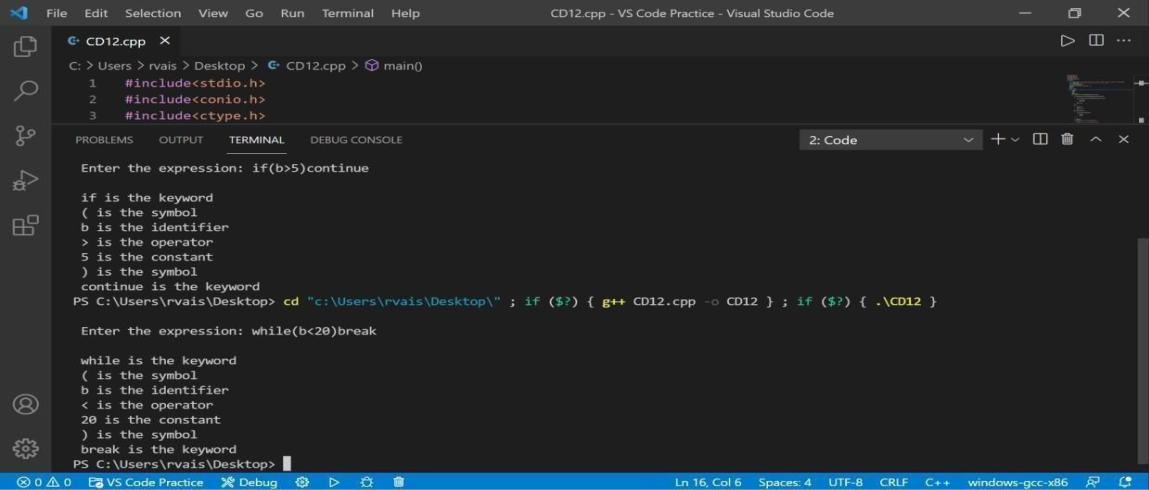 File Edit Selection View Go Run Terminal Help CD12.cpp - VS Code Practice - Visual Studio Code
CD12.cpp
C: > Users > rvais > Desktop > CD12.cpp > main()
1 #include<stdio.h>
2 #include<conio.h>
3 #include<ctype.h>
PROBLEMS OUTPUT TERMINAL DEBUG CONSOLE 2: Code
Enter the expression: if(b>5)continue
if is the keyword
( is the symbol
b is the identifier
> is the operator
5 is the constant
) is the symbol
continue is the keyword
PS C:\Users\rvais\Desktop> cd "c:\Users\rvais\Desktop\" ; if ($?) { g++ CD12.cpp -o CD12 } ; if ($?) { .\CD12 }
Enter the expression: while(b<20)break
while is the keyword
( is the symbol
b is the identifier
< is the operator
20 is the constant
) is the symbol
break is the keyword
PS C:\Users\rvais\Desktop>
0 0 VS Code Practice Debug Ln 16, Col 6 Spaces: 4 UTF-8 CRLF C++ windows-gcc-x86